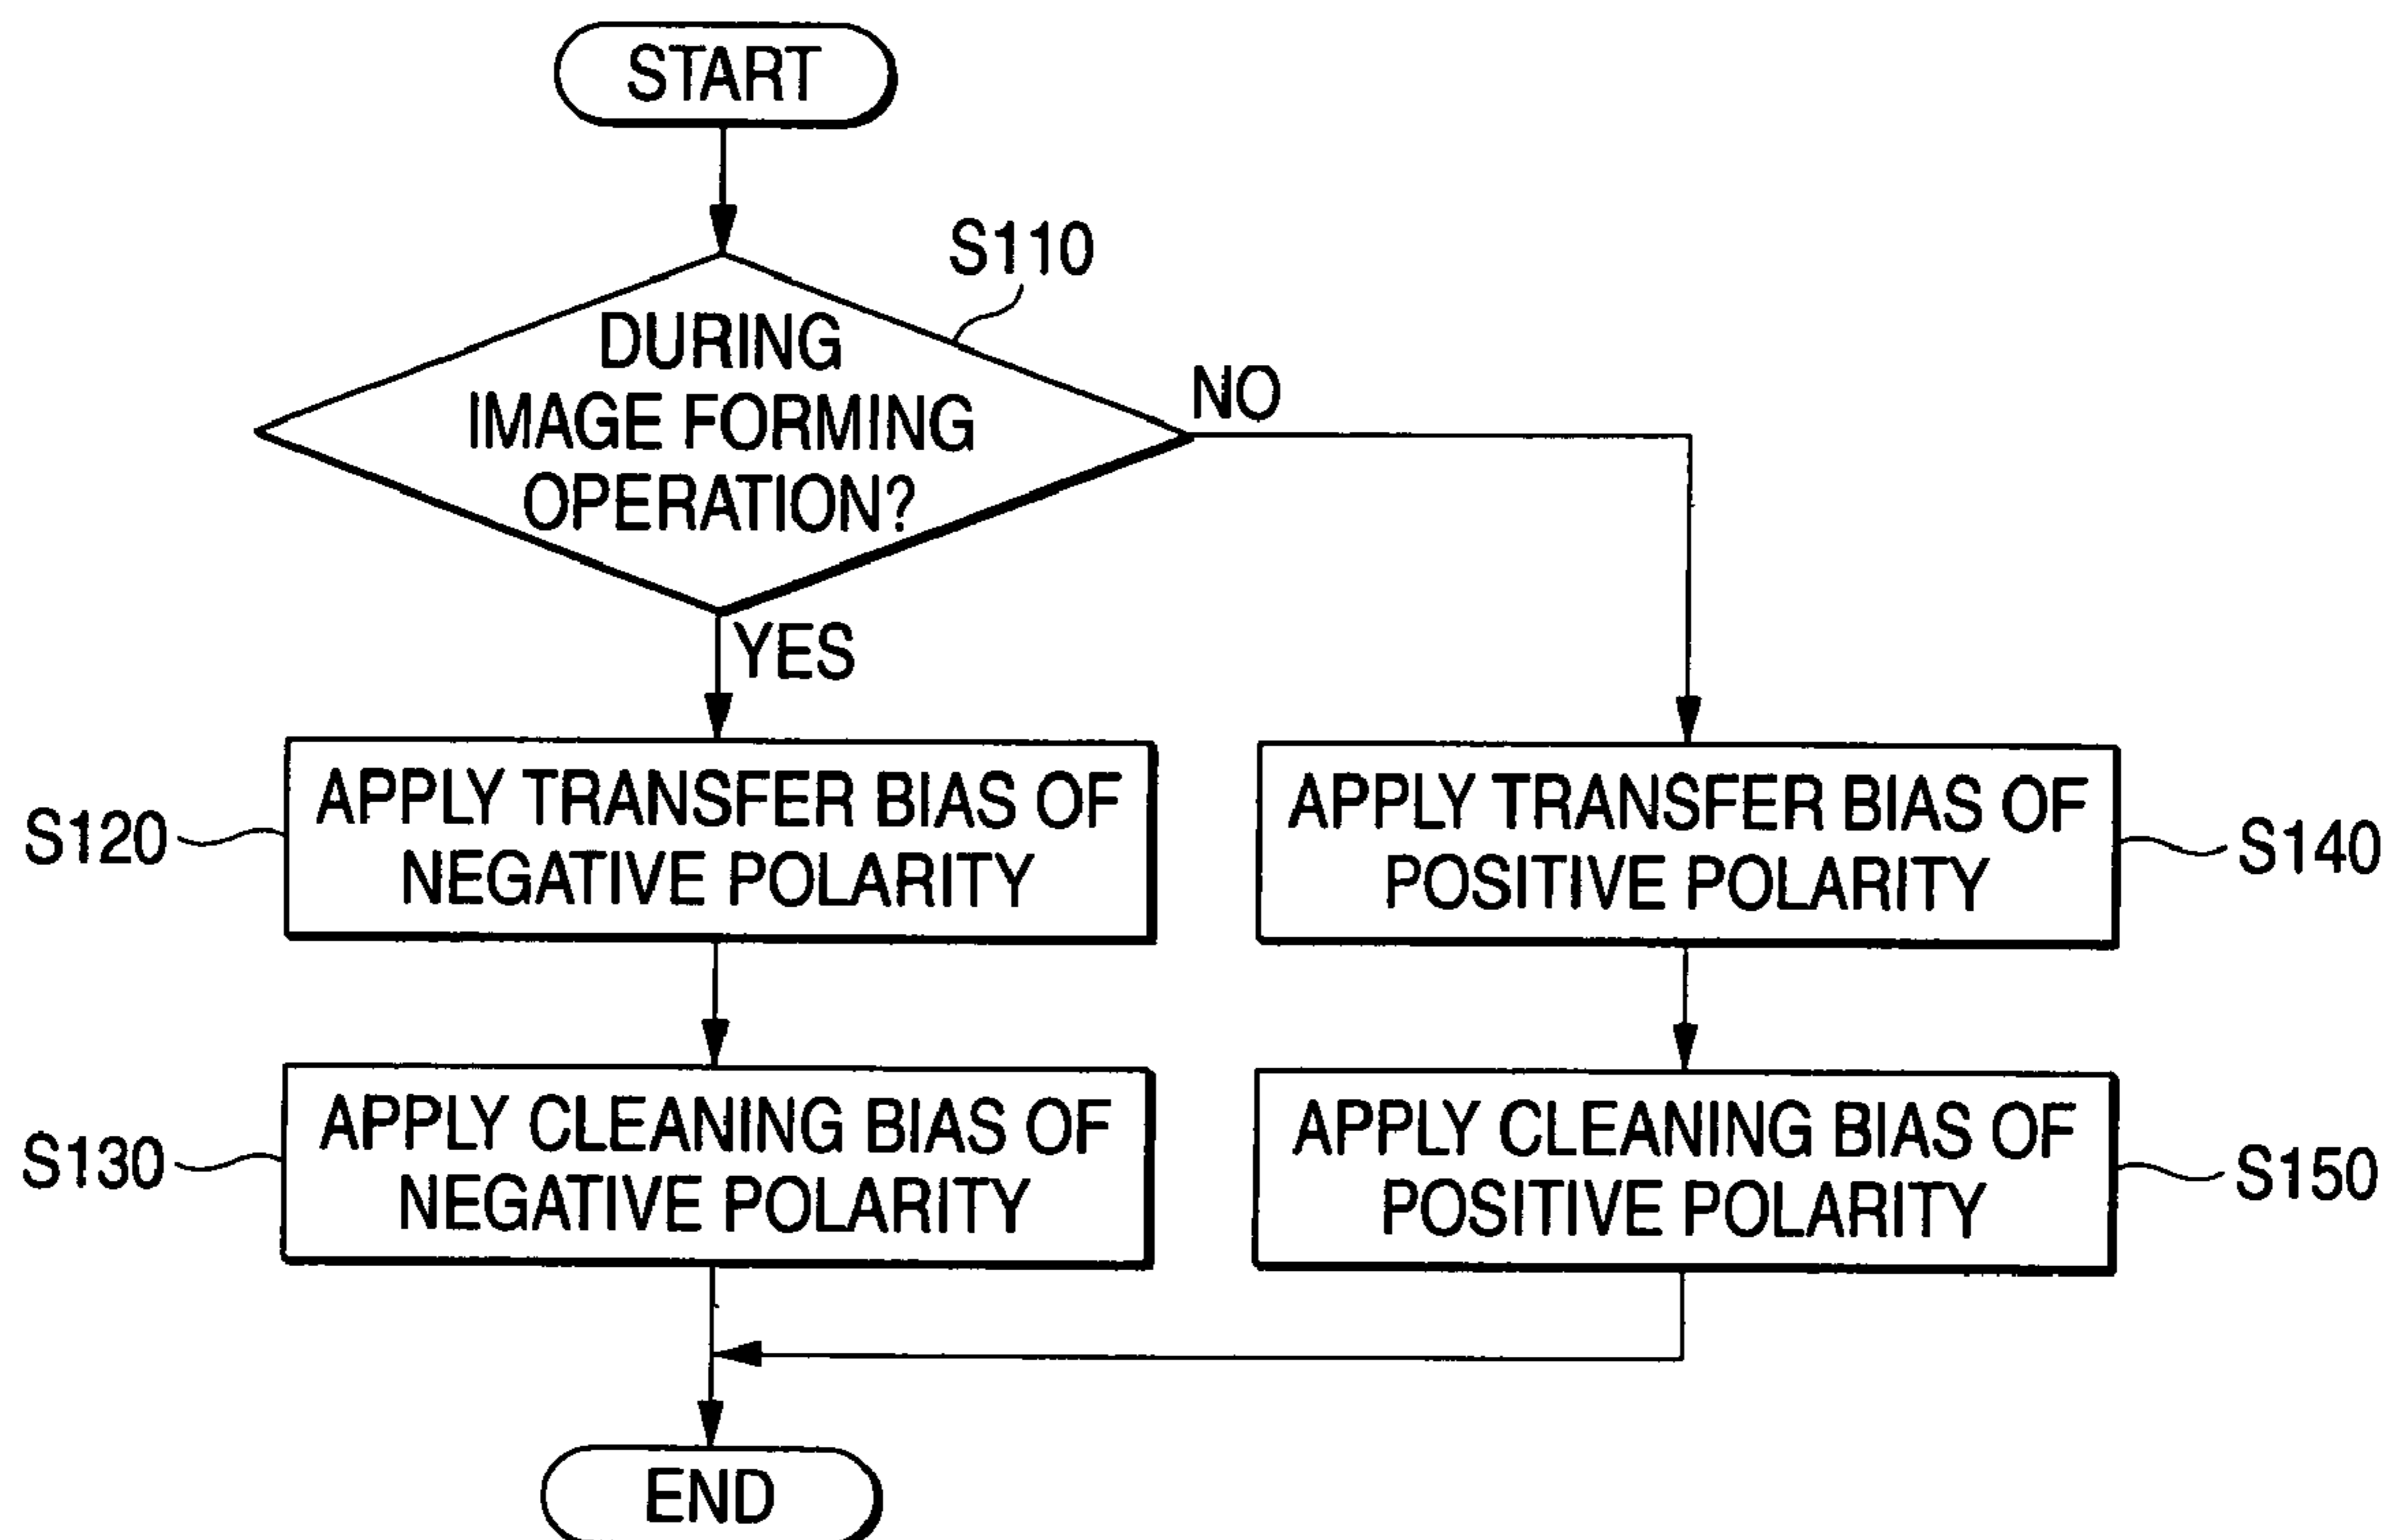 START
S110
DURING
IMAGE FORMING
OPERATION?
NO
YES
S120
APPLY TRANSFER BIAS OF
NEGATIVE POLARITY
APPLY TRANSFER BIAS OF
POSITIVE POLARITY
S140
S130
APPLY CLEANING BIAS OF
NEGATIVE POLARITY
APPLY CLEANING BIAS OF
POSITIVE POLARITY
S150
END